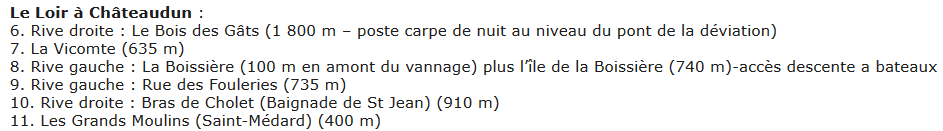 Le Loir à Châteaudun :
6. Rive droite : Le Bois des Gâts (1 800 m – poste carpe de nuit au niveau du pont de la déviation)
7. La Vicomte (635 m)
8. Rive gauche : La Boissière (100 m en amont du vannage) plus l’île de la Boissière (740 m)-accès descente a bateaux
9. Rive gauche : Rue des Fouleries (735 m)
10. Rive droite : Bras de Cholet (Baignade de St Jean) (910 m)
11. Les Grands Moulins (Saint-Médard) (400 m)